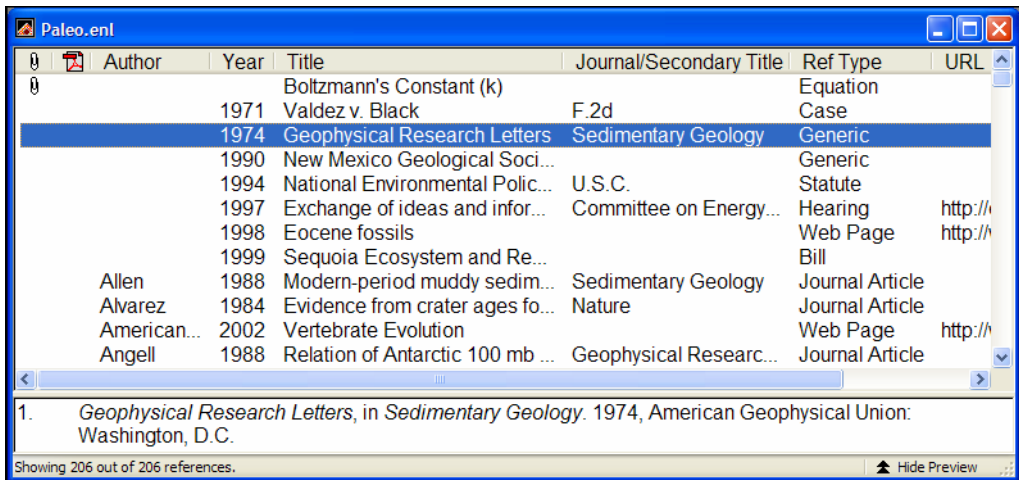 Paleo.enl
Author Year Title Journal/Secondary Title Ref Type URL
Boltzmann's Constant (k) Equation
1971 Valdez v. Black F.2d Case
1974 Geophysical Research Letters Sedimentary Geology Generic
1990 New Mexico Geological Soci... Generic
1994 National Environmental Polic... U.S.C. Statute
1997 Exchange of ideas and infor... Committee on Energy... Hearing http://
1998 Eocene fossils Web Page http://
1999 Sequoia Ecosystem and Re... Bill
Allen 1988 Modern-period muddy sedim... Sedimentary Geology Journal Article
Alvarez 1984 Evidence from crater ages fo... Nature Journal Article
American... 2002 Vertebrate Evolution Web Page http://
Angell 1988 Relation of Antarctic 100 mb ... Geophysical Researc... Journal Article
1. Geophysical Research Letters, in Sedimentary Geology. 1974, American Geophysical Union:
Washington, D.C.
Showing 206 out of 206 references. Hide Preview